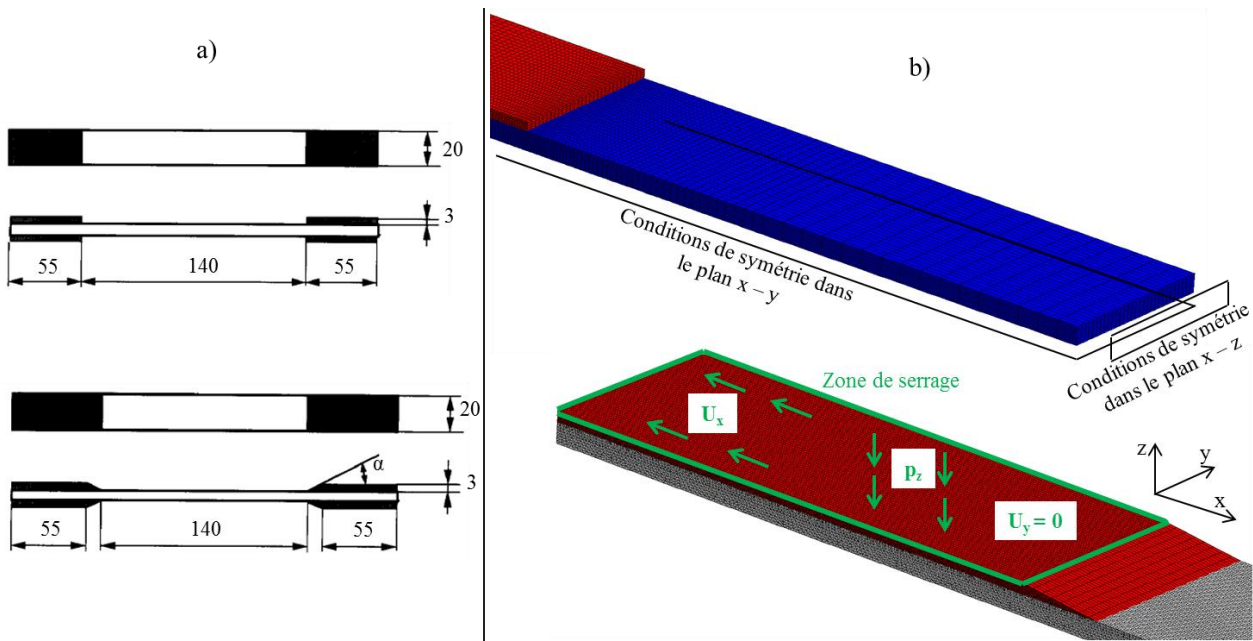 a)
20
3
55
140
55
20
α
3
55
140
55
b)
Conditions de symétrie dans
le plan x – y
Conditions de symétrie
dans le plan x – z
Zone de serrage
Ux
pz
Uy = 0
z
y
x